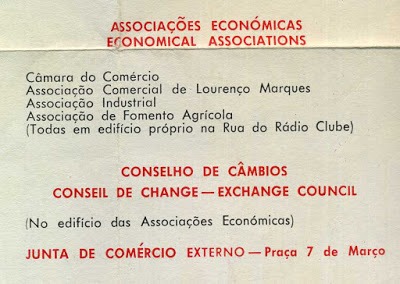 ASSOCIAÇÕES ECONÓMICAS
ECONOMICAL ASSOCIATIONS
Câmara do Comércio
Associação Comercial de Lourenço Marques
Associação Industrial
Associação de Fomento Agrícola
(Todas em edifício próprio na Rua do Rádio Clube)
CONSELHO DE CÂMBIOS
CONSEIL DE CHANGE — EXCHANGE COUNCIL
(No edifício das Associações Económicas)
JUNTA DE COMÉRCIO EXTERNO — Praça 7 de Março